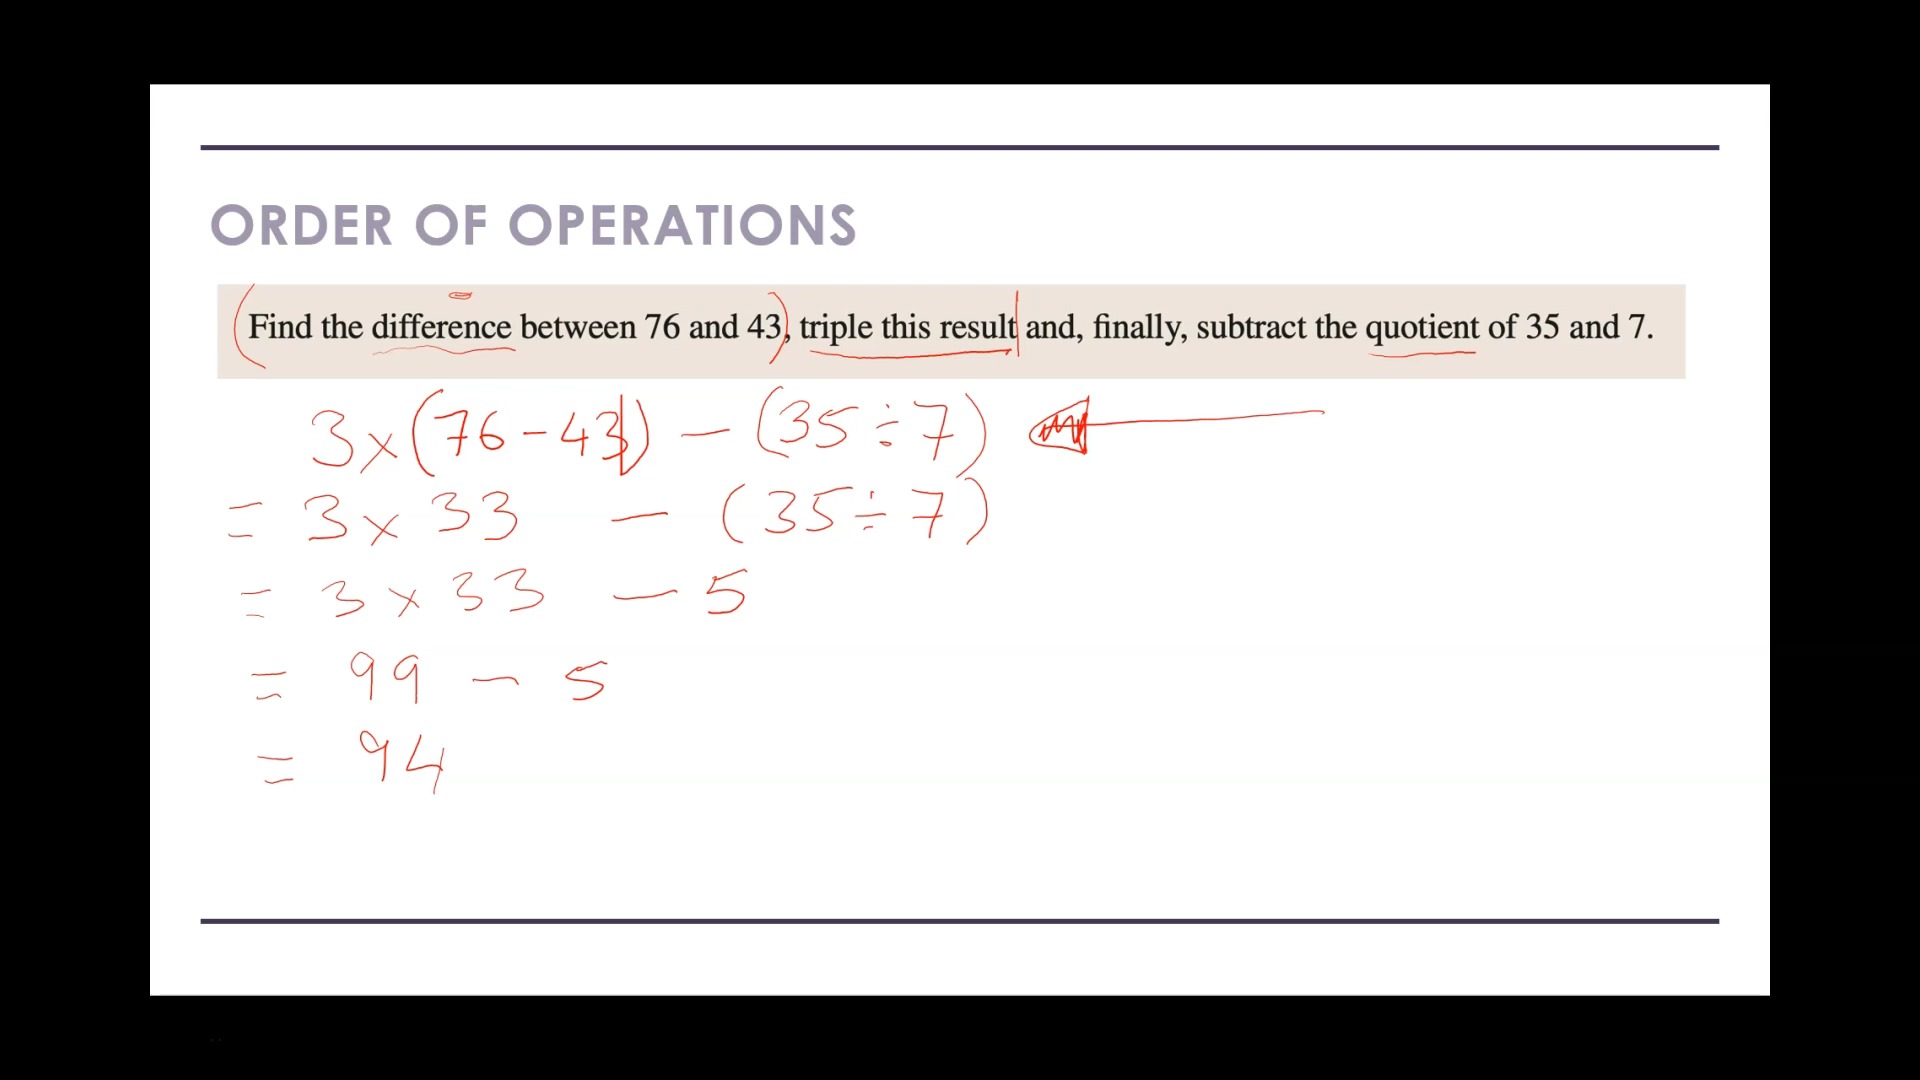 ORDER OF OPERATIONS
Find the difference between 76 and 43, triple this result and, finally, subtract the quotient of 35 and 7.
3 × (76 - 43) - (35 ÷ 7)
= 3 × 33 - (35 ÷ 7)
= 3 × 33 - 5
= 99 - 5
= 94